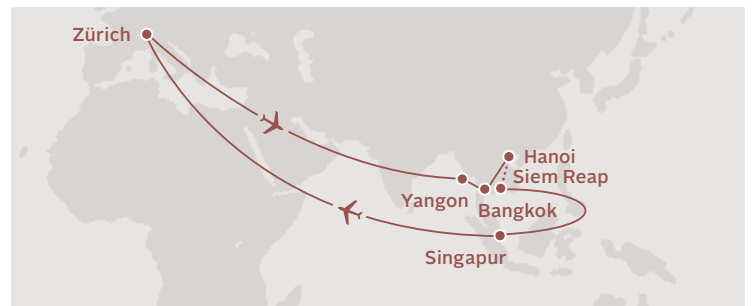 Zürich
Hanoi
Siem Reap
Yangon
Bangkok
Singapur